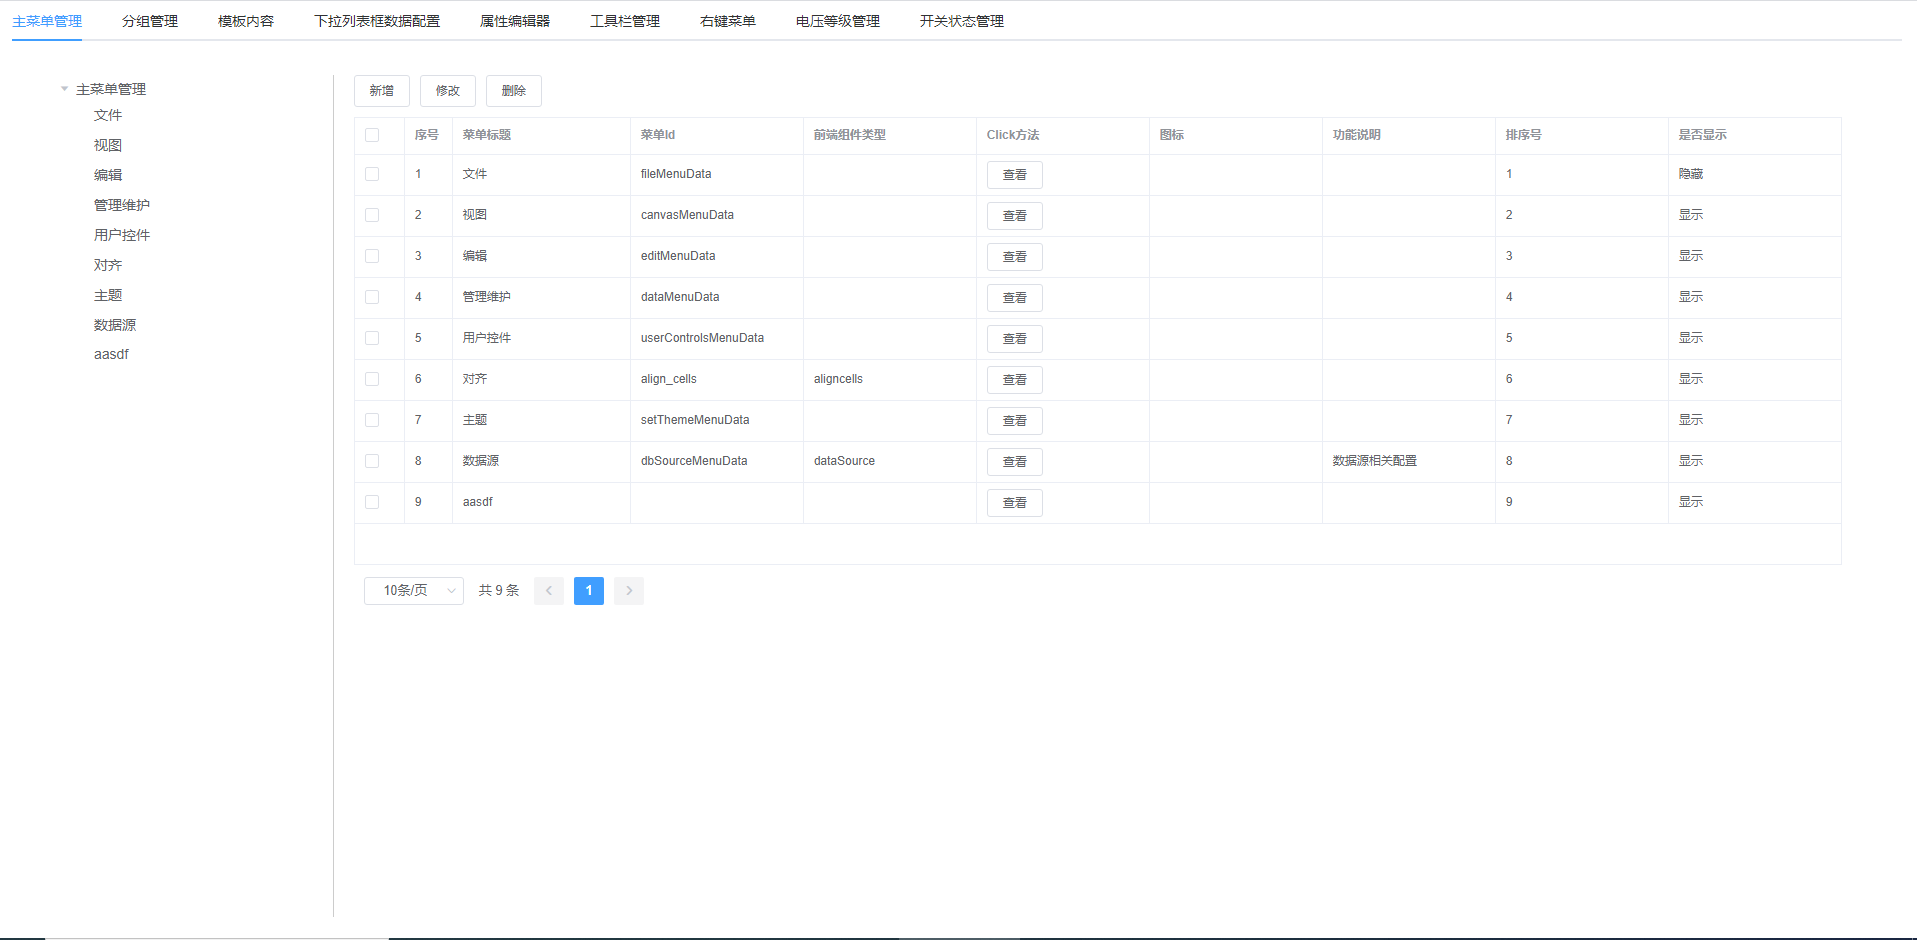 主菜单管理 分组管理 模板内容 下拉列表框数据配置 属性编辑器 工具栏管理 右键菜单 电压等级管理 开关状态管理
主菜单管理
文件
视图
编辑
管理维护
用户控件
对齐
主题
数据源
aasdf
新增 修改 删除
序号 菜单标题 菜单Id 前端组件类型 Click方法 图标 功能说明 排序号 是否显示
1 文件 fileMenuData 查看 1 隐藏
2 视图 canvasMenuData 查看 2 显示
3 编辑 editMenuData 查看 3 显示
4 管理维护 dataMenuData 查看 4 显示
5 用户控件 userControlsMenuData 查看 5 显示
6 对齐 align_cells aligncells 查看 6 显示
7 主题 setThemeMenuData 查看 7 显示
8 数据源 dbSourceMenuData dataSource 查看 数据源相关配置 8 显示
9 aasdf 查看 9 显示
10条/页 共 9 条 1